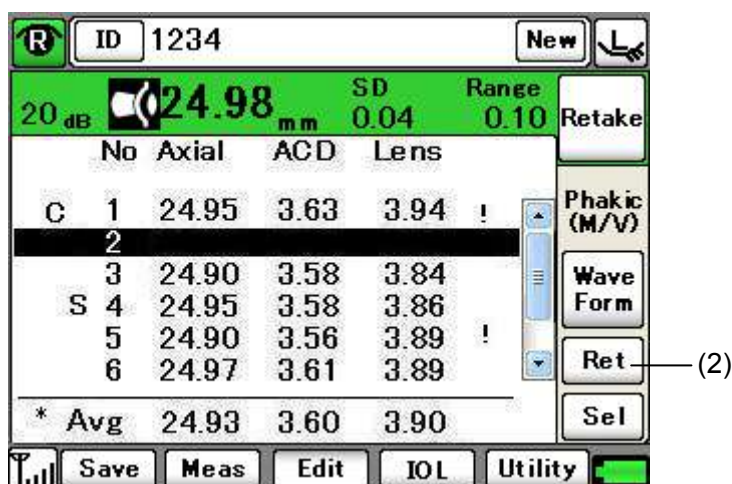 R ID 1234 New
20 dB 24.98 mm SD 0.04 Range 0.10 Retake
No Axial ACD Lens
C 1 24.95 3.63 3.94 ! Phakic (M/V)
2
3 24.90 3.58 3.84 Wave Form
S 4 24.95 3.58 3.86
5 24.90 3.56 3.89 !
6 24.97 3.61 3.89 Ret (2)
* Avg 24.93 3.60 3.90 Sel
Save Meas Edit IOL Utility